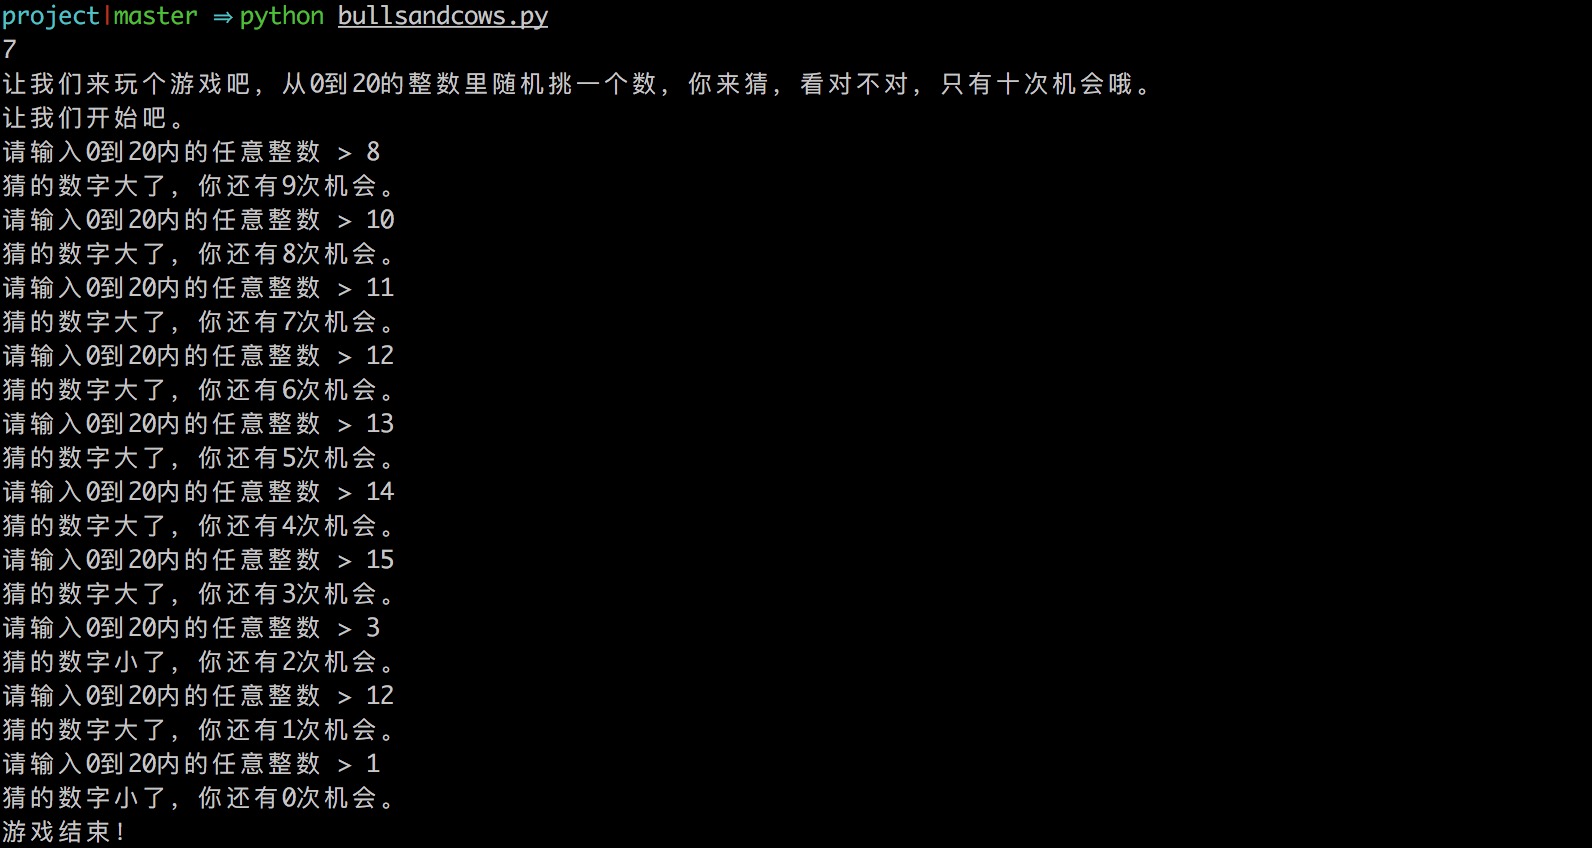 project|master ⇒ python bullsandcows.py
7
让我们来玩个游戏吧，从0到20的整数里随机挑一个数，你来猜，看对不对，只有十次机会哦。
让我们开始吧。
请输入0到20内的任意整数 > 8
猜的数字大了，你还有9次机会。
请输入0到20内的任意整数 > 10
猜的数字大了，你还有8次机会。
请输入0到20内的任意整数 > 11
猜的数字大了，你还有7次机会。
请输入0到20内的任意整数 > 12
猜的数字大了，你还有6次机会。
请输入0到20内的任意整数 > 13
猜的数字大了，你还有5次机会。
请输入0到20内的任意整数 > 14
猜的数字大了，你还有4次机会。
请输入0到20内的任意整数 > 15
猜的数字大了，你还有3次机会。
请输入0到20内的任意整数 > 3
猜的数字小了，你还有2次机会。
请输入0到20内的任意整数 > 12
猜的数字大了，你还有1次机会。
请输入0到20内的任意整数 > 1
猜的数字小了，你还有0次机会。
游戏结束！